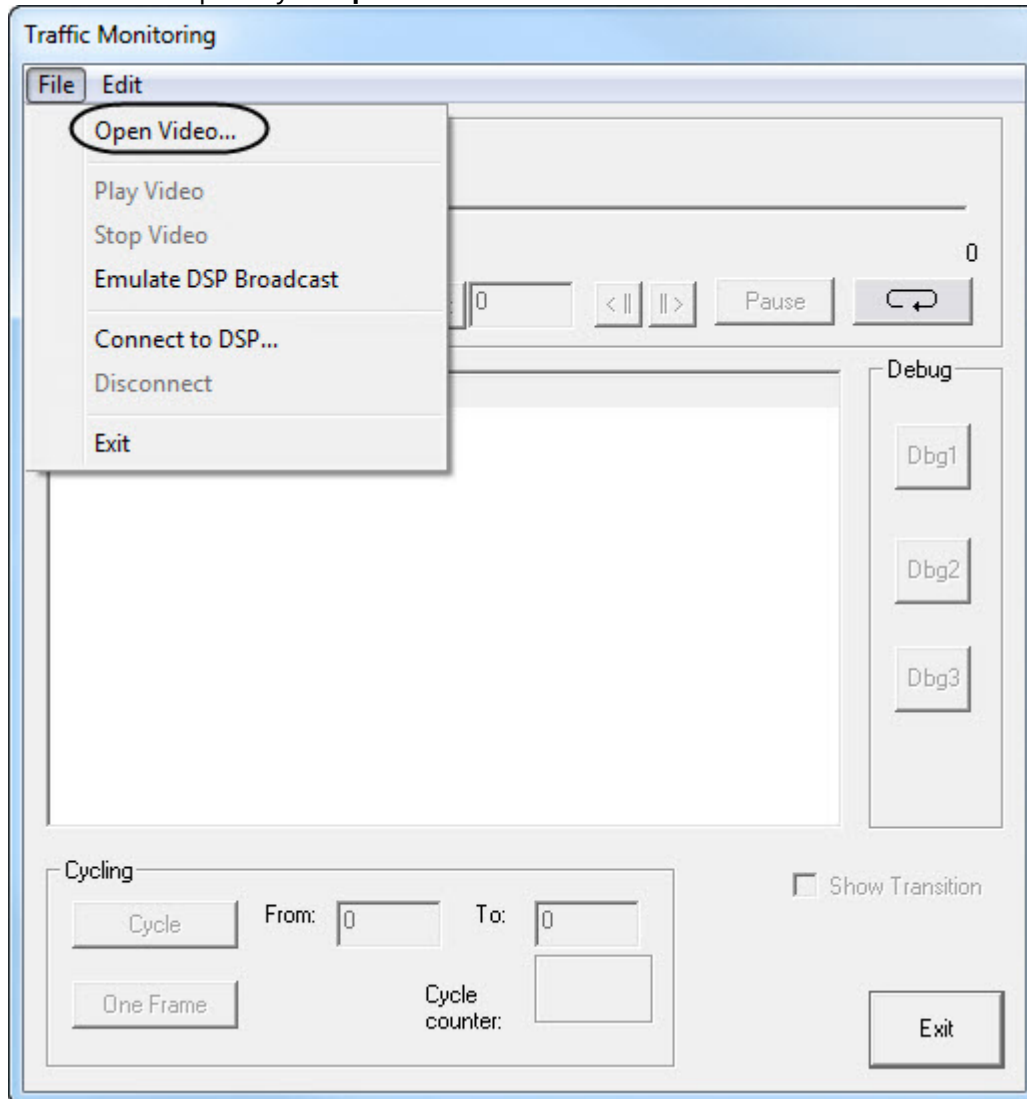 Traffic Monitoring
File Edit
Open Video...
Play Video
Stop Video
Emulate DSP Broadcast
Connect to DSP...
Disconnect
Exit
0
0 < || || > Pause
Debug
Dbg1
Dbg2
Dbg3
Cycling
Cycle From: 0 To: 0
Show Transition
One Frame Cycle
counter:
Exit